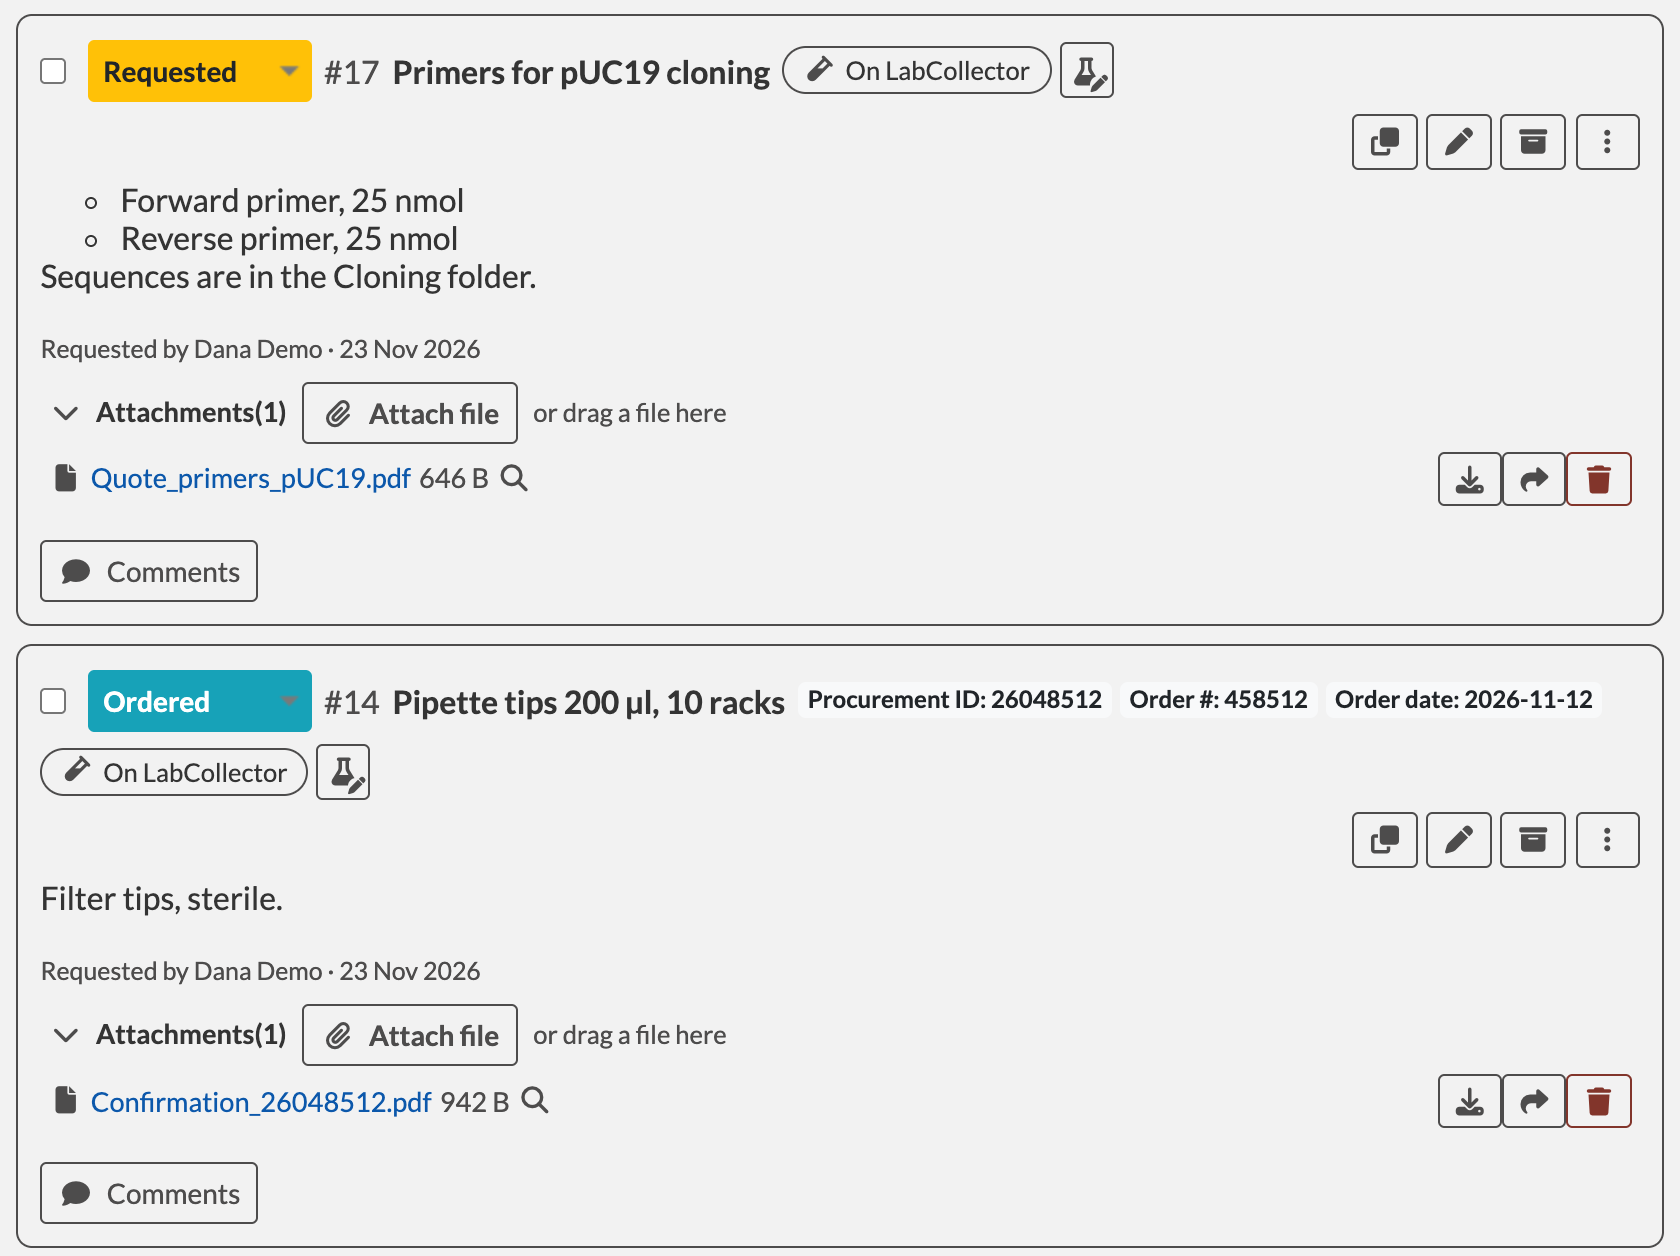 Requested #17 Primers for pUC19 cloning On LabCollector
Forward primer, 25 nmol
Reverse primer, 25 nmol
Sequences are in the Cloning folder.
Requested by Dana Demo · 23 Nov 2026
Attachments(1) Attach file or drag a file here
Quote_primers_pUC19.pdf 646 B
Comments
Ordered #14 Pipette tips 200 µl, 10 racks Procurement ID: 26048512 Order #: 458512 Order date: 2026-11-12
On LabCollector
Filter tips, sterile.
Requested by Dana Demo · 23 Nov 2026
Attachments(1) Attach file or drag a file here
Confirmation_26048512.pdf 942 B
Comments